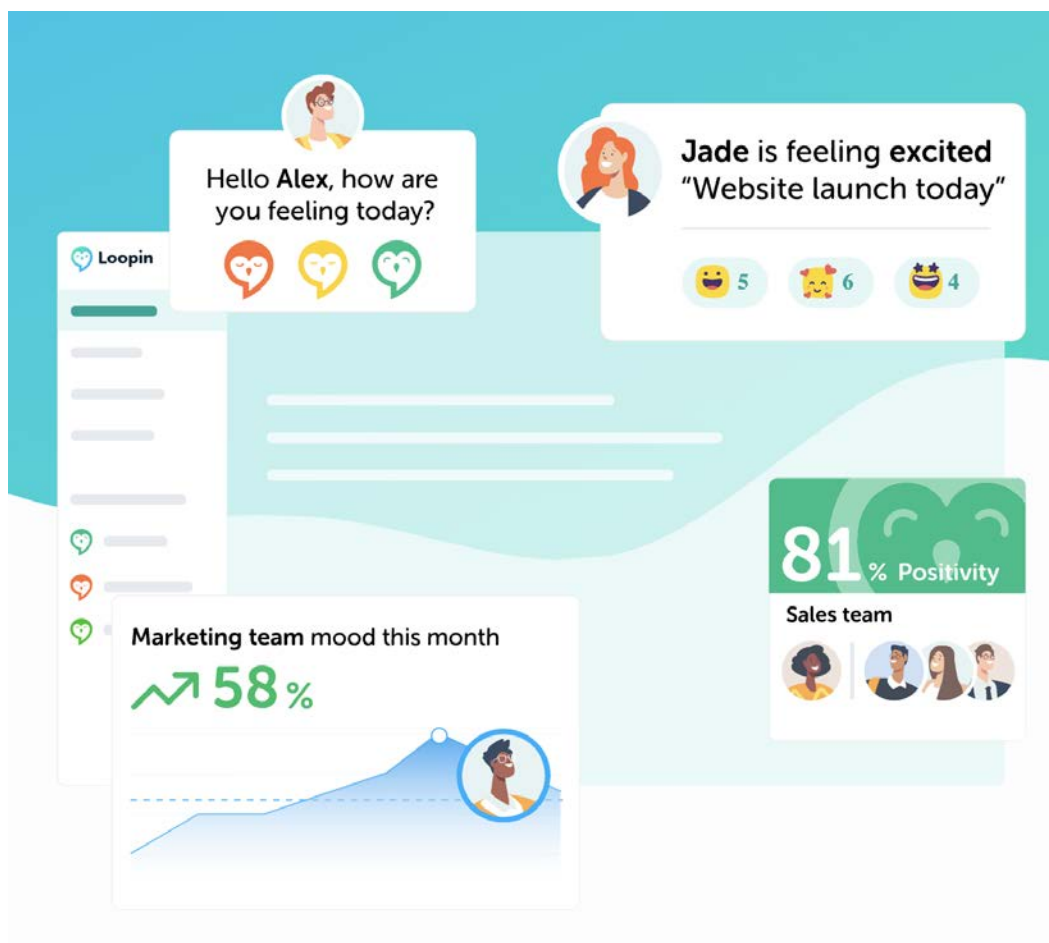 Hello Alex, how are
you feeling today?
Jade is feeling excited
“Website launch today”
5
6
4
Loopin
81% Positivity
Sales team
Marketing team mood this month
58%